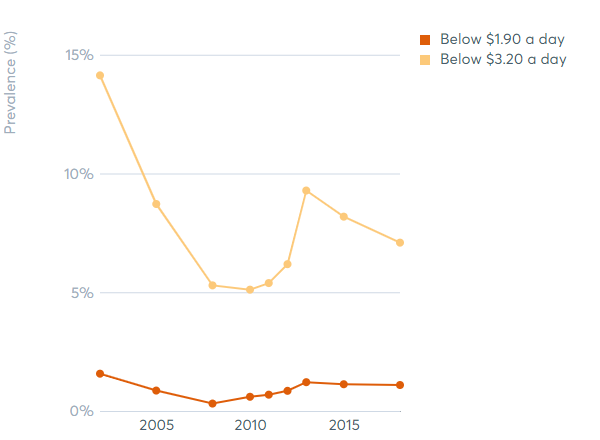 Prevalence (%)
Below $1.90 a day
Below $3.20 a day
15%
10%
5%
0%
2005 2010 2015